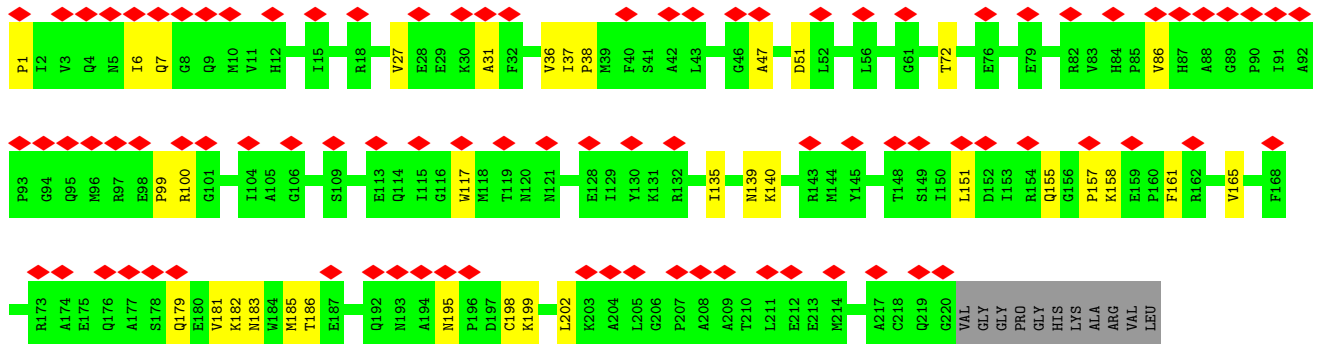 P1 I2 V3 Q4 N5 I6 Q7 G8 Q9 M10 V11 H12 I15 R18 V27 E28 E29 K30 A31 F32 V36 I37 P38 M39 F40 S41 A42 L43 G46 A47 D51 L52 L56 G61 T72 E76 E79 R82 V83 H84 P85 V86 H87 A88 G89 P90 I91 A92
P93 G94 Q95 M96 R97 E98 P99 R100 G101 I104 A105 G106 S109 E113 Q114 I115 G116 W117 M118 T119 N120 N121 E128 I129 Y130 K131 R132 I135 N139 K140 R143 M144 Y145 T148 S149 I150 L151 D152 I153 R154 Q155 G156 P157 K158 E159 P160 F161 R162 V165 F168
R173 A174 E175 Q176 A177 S178 Q179 E180 V181 K182 N183 W184 M185 T186 E187 Q192 N193 A194 N195 P196 D197 C198 K199 L202 K203 A204 L205 G206 P207 A208 A209 T210 L211 E212 E213 M214 A217 C218 Q219 G220 VAL GLY GLY PRO GLY HIS LYS ALA ARG VAL LEU